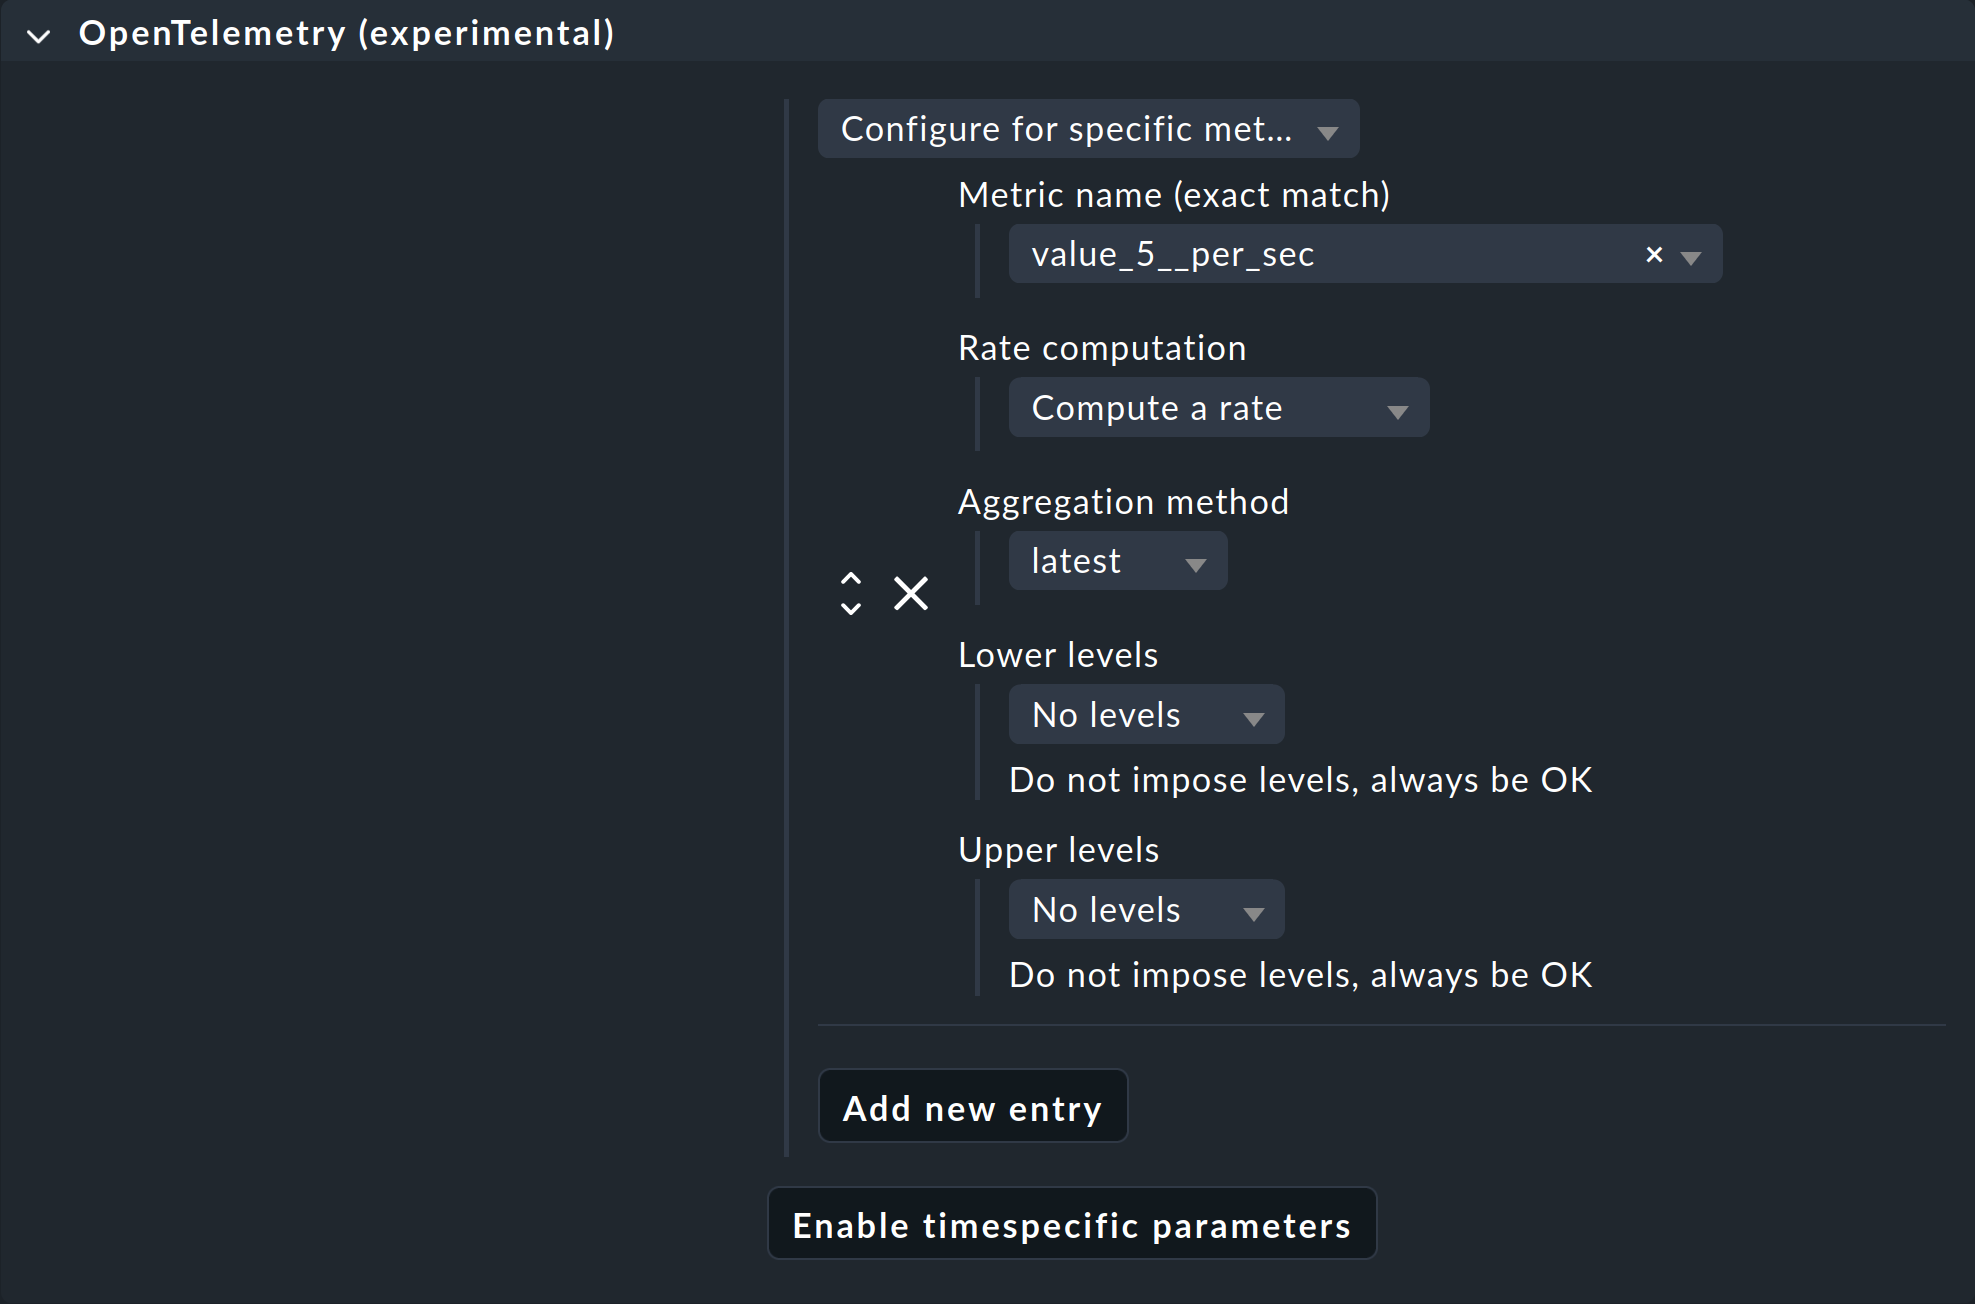 OpenTelemetry (experimental)
Configure for specific met...
Metric name (exact match)
value_5__per_sec
Rate computation
Compute a rate
Aggregation method
latest
Lower levels
No levels
Do not impose levels, always be OK
Upper levels
No levels
Do not impose levels, always be OK
Add new entry
Enable timespecific parameters